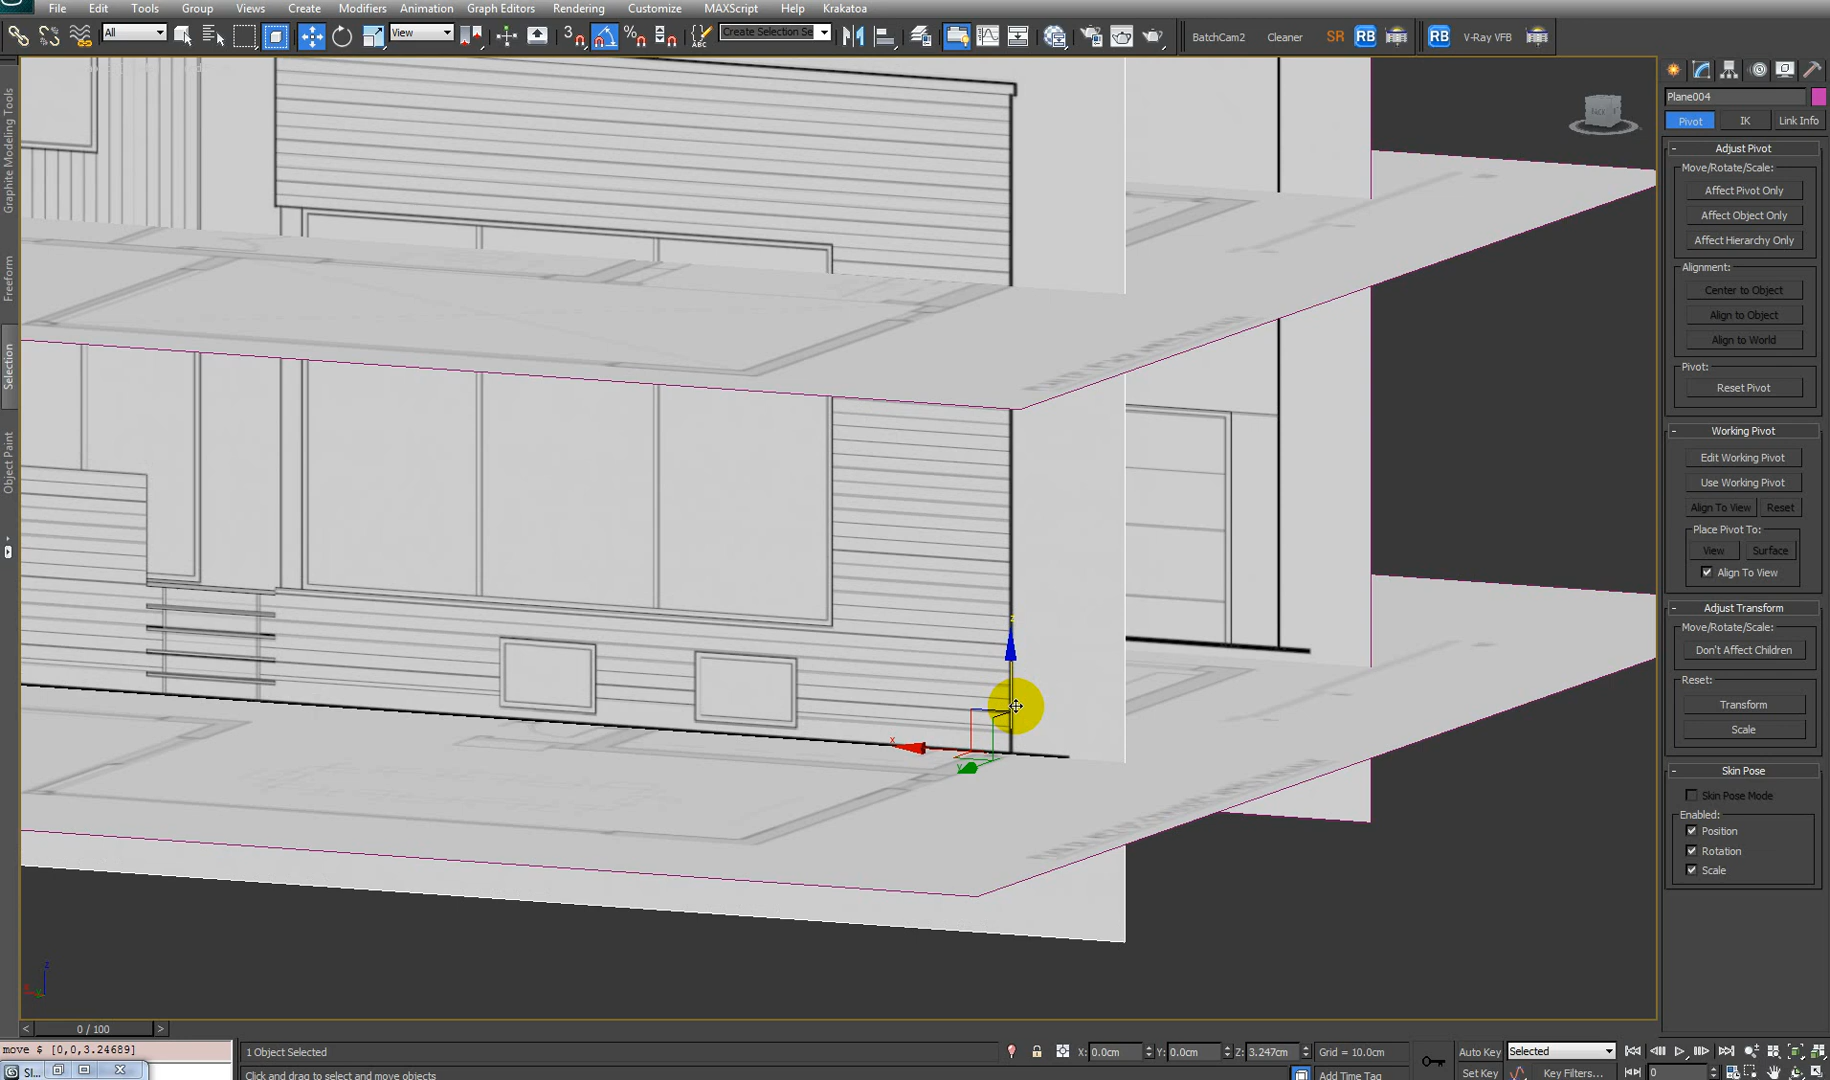 File Edit Tools Group Views Create Modifiers Animation Graph Editors Rendering Customize MAXScript Help Krakatoa
All View 3 Create Selection Se BatchCam2 Cleaner SR RB RB V-Ray VFB
Graphite Modeling Tools
Freeform
Selection
Object Paint
Plane004
Pivot IK Link Info
- Adjust Pivot
Move/Rotate/Scale:
Affect Pivot Only
Affect Object Only
Affect Hierarchy Only
Alignment:
Center to Object
Align to Object
Align to World
Pivot:
Reset Pivot
- Working Pivot
Edit Working Pivot
Use Working Pivot
Align To View Reset
Place Pivot To:
View Surface
Align To View
- Adjust Transform
Move/Rotate/Scale:
Don't Affect Children
Reset:
Transform
Scale
- Skin Pose
Skin Pose Mode
Enabled:
Position
Rotation
Scale
z
x
y
z
< 0 / 100 >
move $ [0,0,3.24689]
1 Object Selected X: 0.0cm Y: 0.0cm Z: 3.247cm Grid = 10.0cm Auto Key Selected
Click and drag to select and move objects Add Time Tag Set Key Key Filters... 0